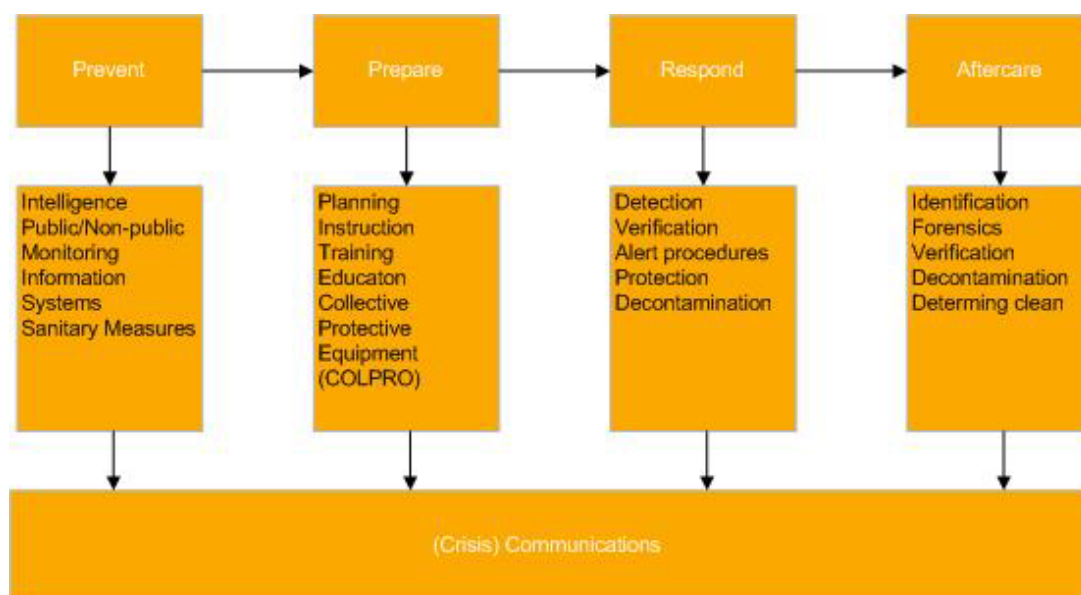 Prevent
Prepare
Respond
Aftercare
Intelligence
Public/Non-public
Monitoring
Information
Systems
Sanitary Measures
Planning
Instruction
Training
Educaton
Collective
Protective
Equipment
(COLPRO)
Detection
Verification
Alert procedures
Protection
Decontamination
Identification
Forensics
Verification
Decontamination
Determing clean
(Crisis) Communications